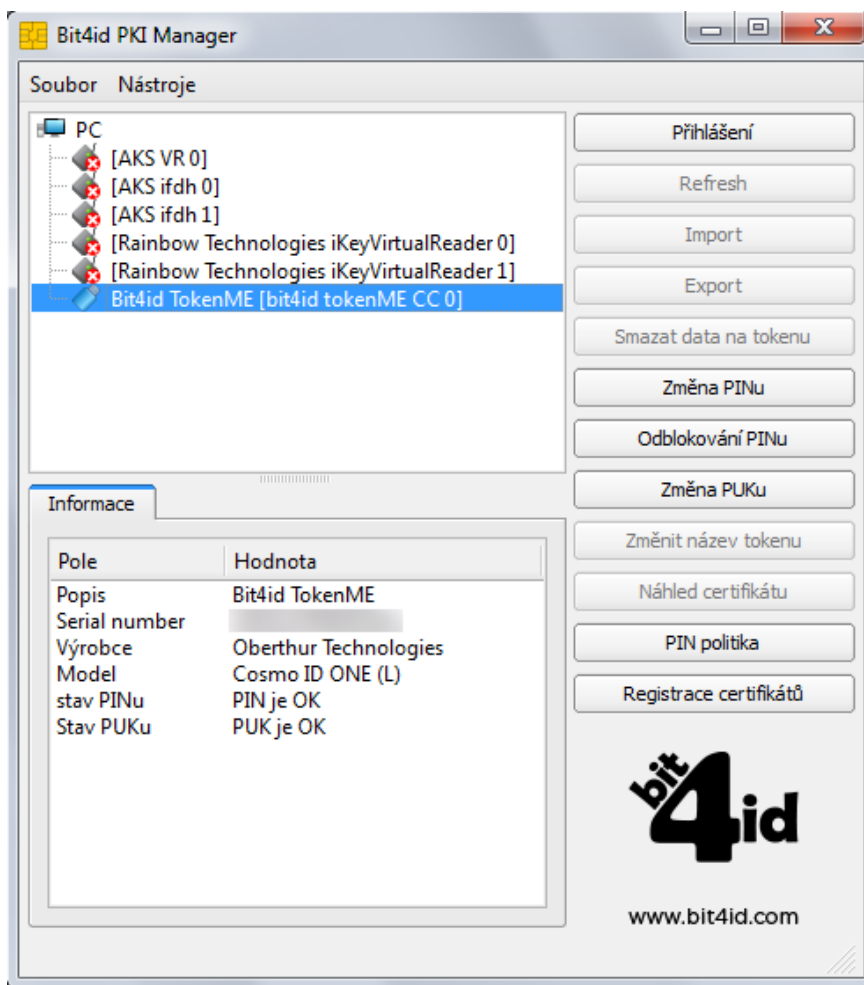 Bit4id PKI Manager
Soubor Nástroje
PC
[AKS VR 0]
[AKS ifdh 0]
[AKS ifdh 1]
[Rainbow Technologies iKeyVirtualReader 0]
[Rainbow Technologies iKeyVirtualReader 1]
Bit4id TokenME [bit4id tokenME CC 0]
Přihlášení
Refresh
Import
Export
Smazat data na tokenu
Změna PINu
Odblokování PINu
Změna PUKu
Změnit název tokenu
Náhled certifikátu
PIN politika
Registrace certifikátů
Informace
Pole Hodnota
Popis Bit4id TokenME
Serial number
Výrobce Oberthur Technologies
Model Cosmo ID ONE (L)
stav PINu PIN je OK
Stav PUKu PUK je OK
bit4id
www.bit4id.com